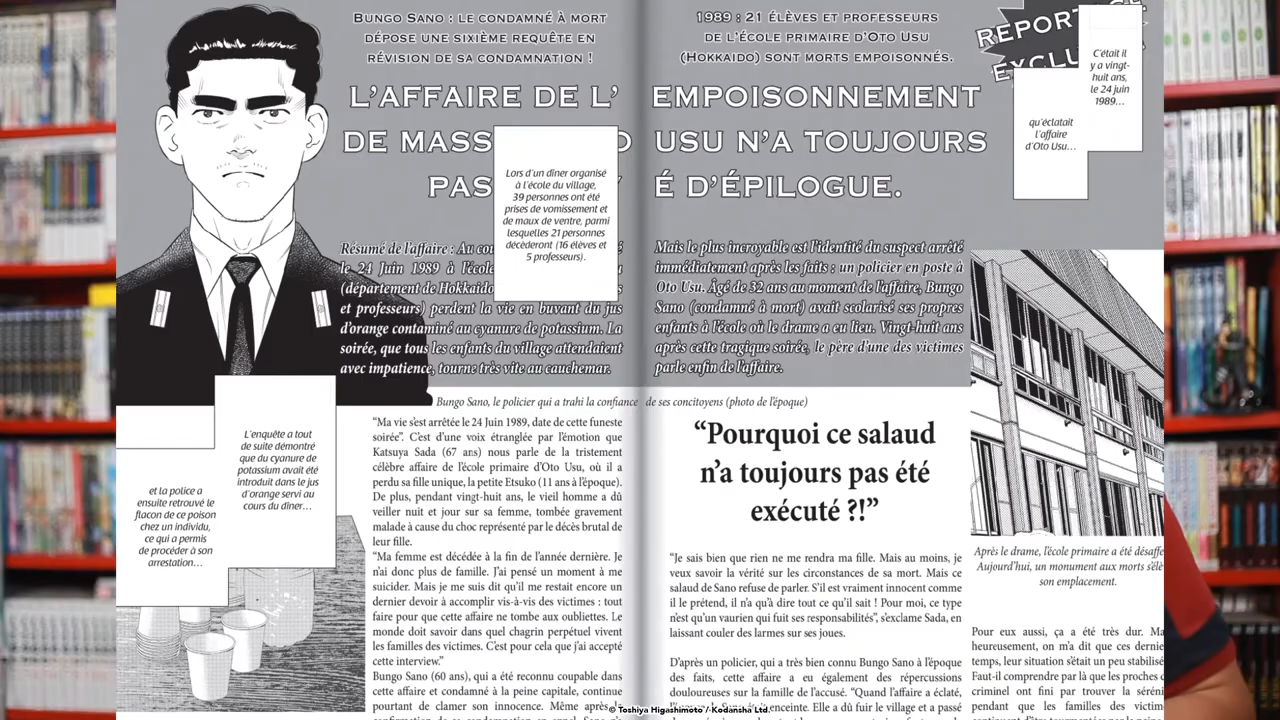 BUNGO SANO : LE CONDAMNÉ À MORT
DÉPOSE UNE SIXIÈME REQUÊTE EN
RÉVISION DE SA CONDAMNATION !
1989 : 21 ÉLÈVES ET PROFESSEURS
DE L'ÉCOLE PRIMAIRE D'OTO USU
(HOKKAIDO) SONT MORTS EMPOISONNÉS.
REPORTAGE
EXCLU
C'était il
y a vingt-
huit ans,
le 24 juin
1989...
qu'éclatait
l'affaire
d'Oto Usu...
L'AFFAIRE DE L' EMPOISONNEMENT
DE MASS O USU N'A TOUJOURS
PAS É D'ÉPILOGUE.
Lors d'un dîner organisé
à l'école du village,
39 personnes ont été
prises de vomissement et
de maux de ventre, parmi
lesquelles 21 personnes
décèderont (16 élèves et
5 professeurs).
Résumé de l'affaire : Au cou
le 24 Juin 1989 à l'école
(département de Hokkaido
et professeurs) perdent la vie en buvant du jus
d'orange contaminé au cyanure de potassium. La
soirée, que tous les enfants du village attendaient
avec impatience, tourne très vite au cauchemar.
Mais le plus incroyable est l'identité du suspect arrêté
immédiatement après les faits : un policier en poste à
Oto Usu. Âgé de 32 ans au moment de l'affaire, Bungo
Sano (condamné à mort) avait scolarisé ses propres
enfants à l'école où le drame a eu lieu. Vingt-huit ans
après cette tragique soirée, le père d'une des victimes
parle enfin de l'affaire.
Bungo Sano, le policier qui a trahi la confiance de ses concitoyens (photo de l'époque)
L'enquête a tout
de suite démontré
que du cyanure de
potassium avait été
introduit dans le jus
d'orange servi au
cours du dîner...
et la police a
ensuite retrouvé le
flacon de ce poison
chez un individu,
ce qui a permis
de procéder à son
arrestation...
“Ma vie s'est arrêtée le 24 Juin 1989, date de cette funeste
soirée”. C'est d'une voix étranglée par l'émotion que
Katsuya Sada (67 ans) nous parle de la tristement
célèbre affaire de l'école primaire d'Oto Usu, où il a
perdu sa fille unique, la petite Etsuko (11 ans à l'époque).
De plus, pendant vingt-huit ans, le vieil homme a dû
veiller nuit et jour sur sa femme, tombée gravement
malade à cause du choc représenté par le décès brutal de
leur fille.
“Ma femme est décédée à la fin de l'année dernière. Je
n'ai donc plus de famille. J'ai pensé un moment à me
suicider. Mais je me suis dit qu'il me restait encore un
dernier devoir à accomplir vis-à-vis des victimes : tout
faire pour que cette affaire ne tombe aux oubliettes. Le
monde doit savoir dans quel chagrin perpétuel vivent
les familles des victimes. C'est pour cela que j'ai accepté
cette interview.”
Bungo Sano (60 ans), qui a été reconnu coupable dans
cette affaire et condamné à la peine capitale, continue
pourtant de clamer son innocence. Même après
“Pourquoi ce salaud
n'a toujours pas été
exécuté ?!”
“Je sais bien que rien ne me rendra ma fille. Mais au moins, je
veux savoir la vérité sur les circonstances de sa mort. Mais ce
salaud de Sano refuse de parler. S'il est vraiment innocent comme
il le prétend, il n'a qu'à dire tout ce qu'il sait ! Pour moi, ce type
n'est qu'un vaurien qui fuit ses responsabilités”, s'exclame Sada, en
laissant couler des larmes sur ses joues.
D'après un policier, qui a très bien connu Bungo Sano à l'époque
des faits, cette affaire a eu également des répercussions
douloureuses sur la famille de l'accusé. “Quand l'affaire a éclaté,
enceinte. Elle a dû fuir le village et a passé
Après le drame, l'école primaire a été désaffe
Aujourd'hui, un monument aux morts s'élè
son emplacement.
Pour eux aussi, ça a été très dur. Ma
heureusement, on m'a dit que ces dernie
temps, leur situation s'était un peu stabilisé
Faut-il comprendre par là que les proches d
criminel ont fini par trouver la séréni
pendant que les familles des victimes
© Toshiya Higashimoto / Kodansha Ltd.